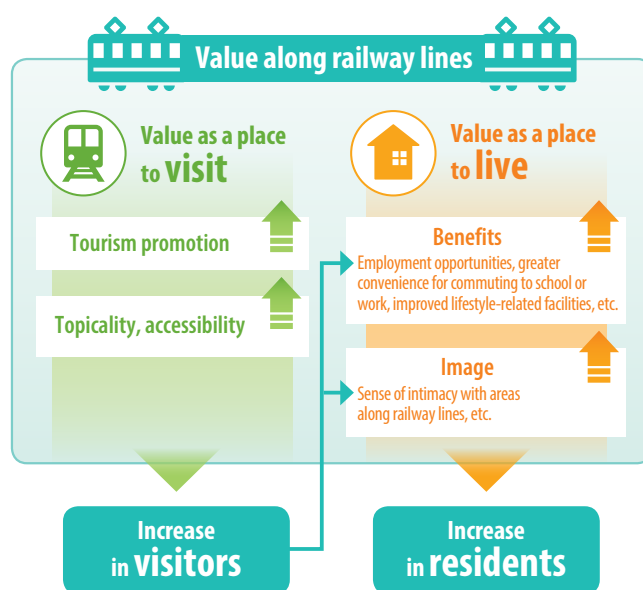 Value along railway lines
Value as a place
to visit
Tourism promotion
Topicality, accessibility
Increase
in visitors
Value as a place
to live
Benefits
Employment opportunities, greater
convenience for commuting to school or
work, improved lifestyle-related facilities, etc.
Image
Sense of intimacy with areas
along railway lines, etc.
Increase
in residents